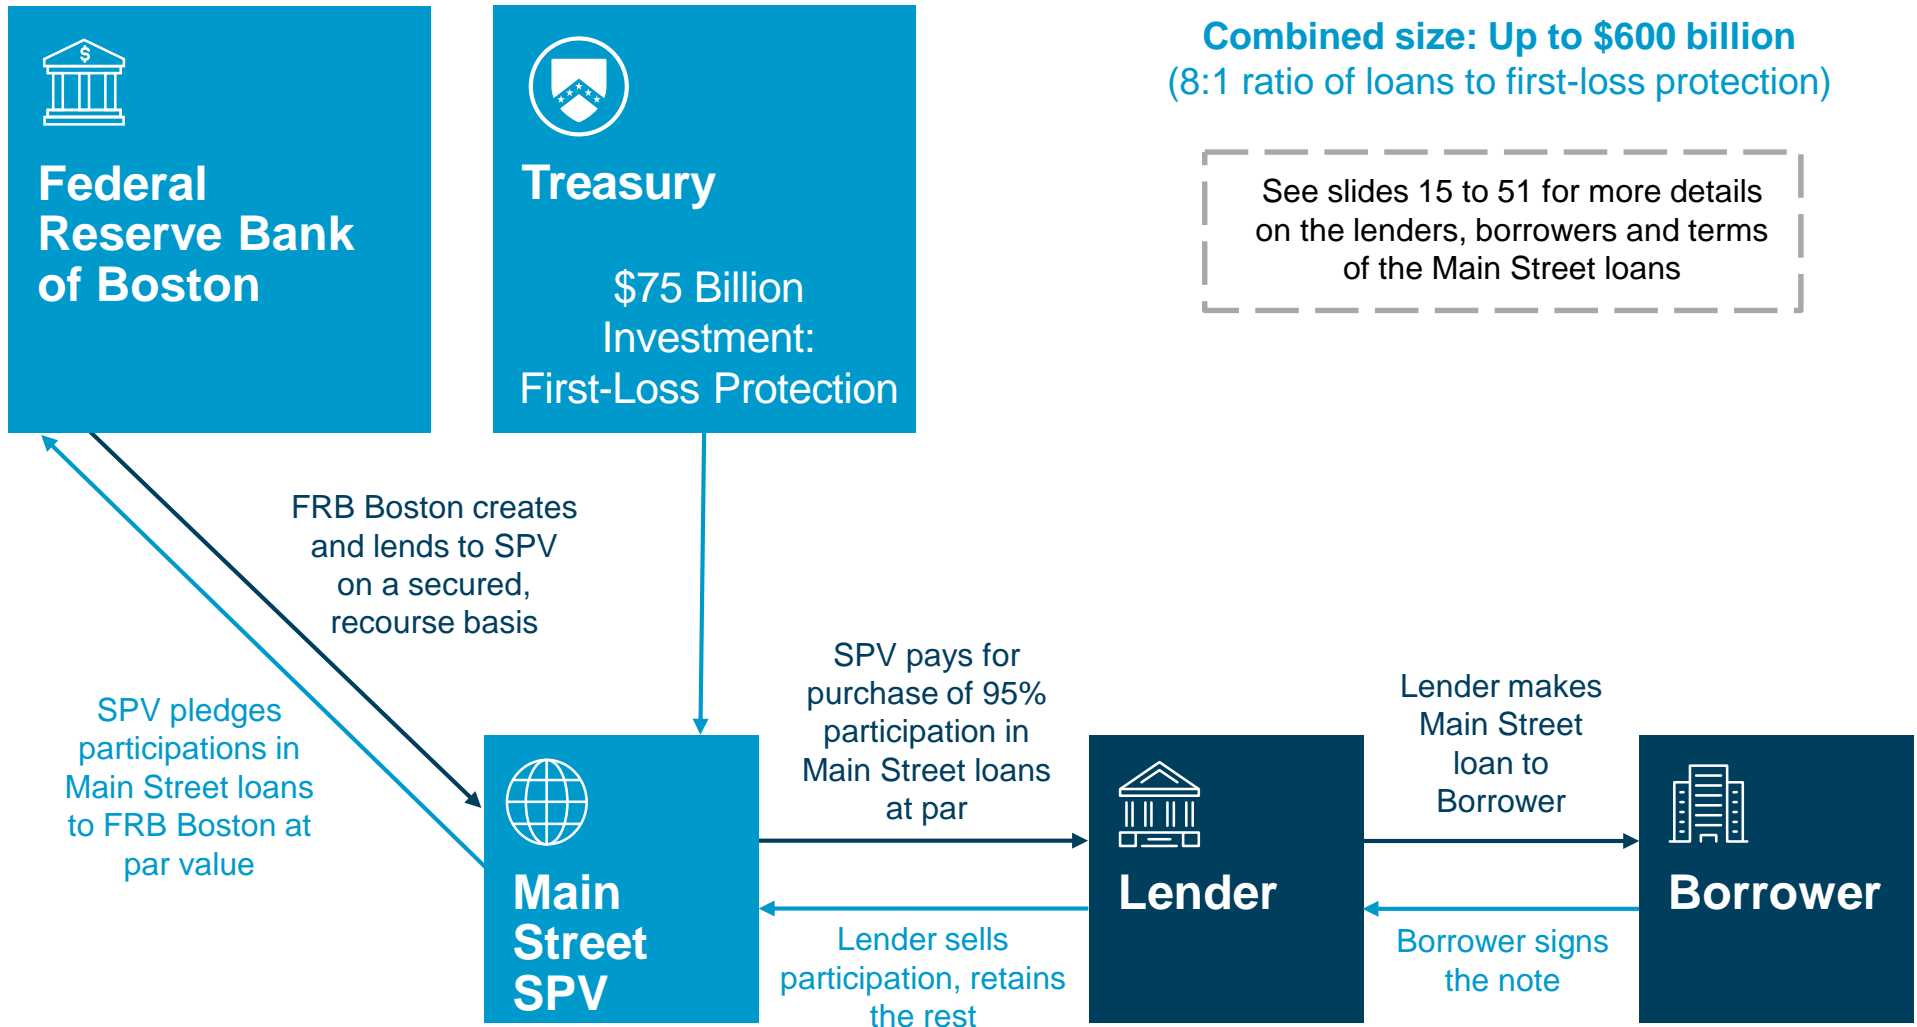 Federal
Reserve Bank
of Boston
$
Treasury
$75 Billion
Investment:
First-Loss Protection
Combined size: Up to $600 billion
(8:1 ratio of loans to first-loss protection)
See slides 15 to 51 for more details
on the lenders, borrowers and terms
of the Main Street loans
FRB Boston creates
and lends to SPV
on a secured,
recourse basis
SPV pledges
participations in
Main Street loans
to FRB Boston at
par value
Main
Street
SPV
SPV pays for
purchase of 95%
participation in
Main Street loans
at par
Lender sells
participation, retains
the rest
Lender
Lender makes
Main Street
loan to
Borrower
Borrower signs
the note
Borrower